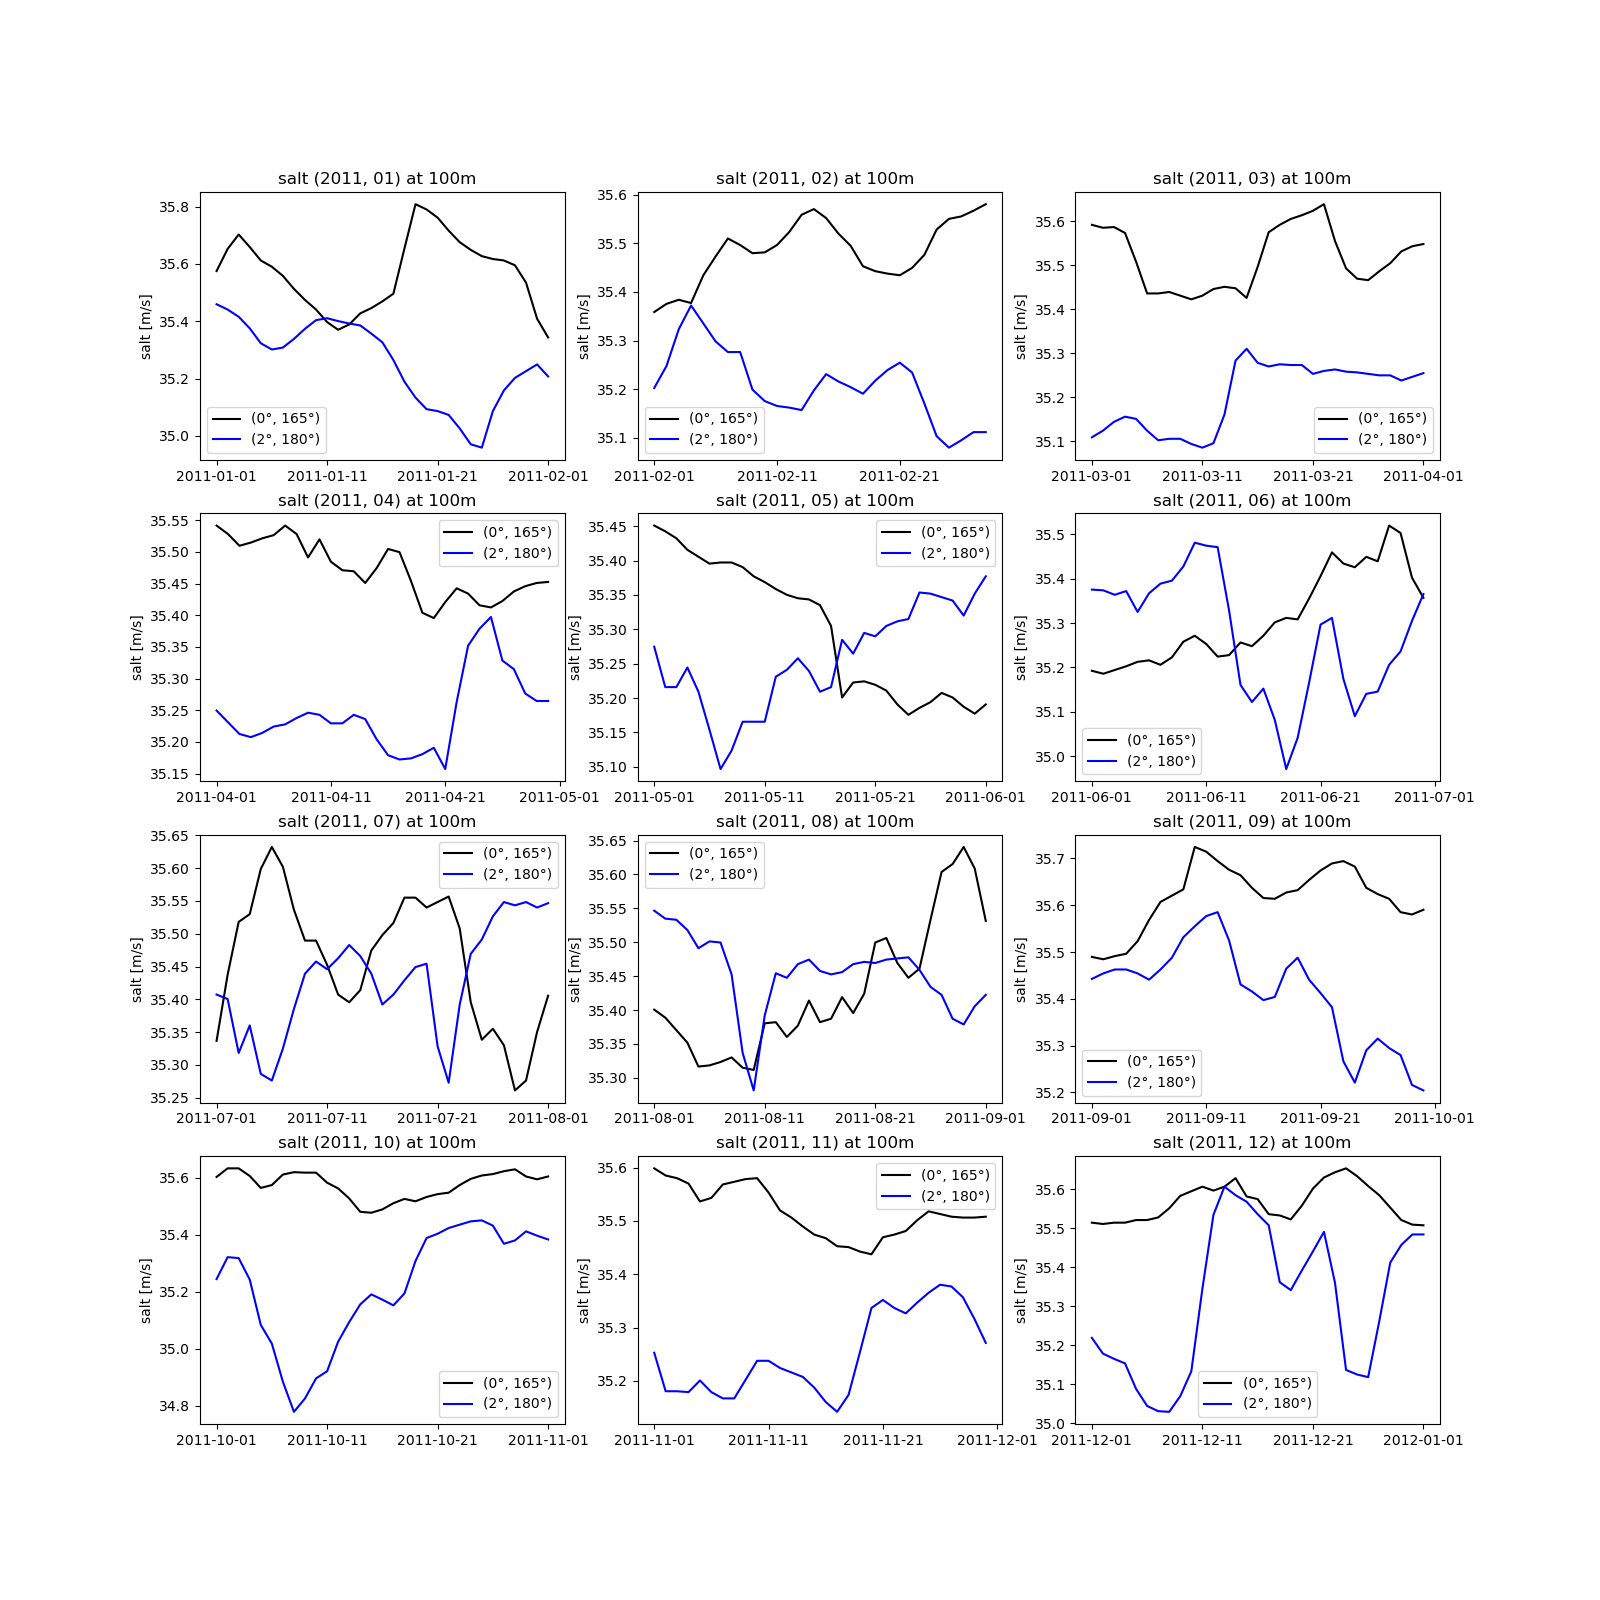 salt (2011, 01) at 100m
salt [m/s]
35.8
35.6
35.4
35.2
35.0
(0°, 165°)
(2°, 180°)
2011-01-01 2011-01-11 2011-01-21 2011-02-01
salt (2011, 02) at 100m
salt [m/s]
35.6
35.5
35.4
35.3
35.2
35.1
(0°, 165°)
(2°, 180°)
2011-02-01 2011-02-11 2011-02-21
salt (2011, 03) at 100m
salt [m/s]
35.6
35.5
35.4
35.3
35.2
35.1
(0°, 165°)
(2°, 180°)
2011-03-01 2011-03-11 2011-03-21 2011-04-01
salt (2011, 04) at 100m
salt [m/s]
35.55
35.50
35.45
35.40
35.35
35.30
35.25
35.20
35.15
(0°, 165°)
(2°, 180°)
2011-04-01 2011-04-11 2011-04-21 2011-05-01
salt (2011, 05) at 100m
salt [m/s]
35.45
35.40
35.35
35.30
35.25
35.20
35.15
35.10
(0°, 165°)
(2°, 180°)
2011-05-01 2011-05-11 2011-05-21 2011-06-01
salt (2011, 06) at 100m
salt [m/s]
35.5
35.4
35.3
35.2
35.1
35.0
(0°, 165°)
(2°, 180°)
2011-06-01 2011-06-11 2011-06-21 2011-07-01
salt (2011, 07) at 100m
salt [m/s]
35.65
35.60
35.55
35.50
35.45
35.40
35.35
35.30
35.25
(0°, 165°)
(2°, 180°)
2011-07-01 2011-07-11 2011-07-21 2011-08-01
salt (2011, 08) at 100m
salt [m/s]
35.65
35.60
35.55
35.50
35.45
35.40
35.35
35.30
(0°, 165°)
(2°, 180°)
2011-08-01 2011-08-11 2011-08-21 2011-09-01
salt (2011, 09) at 100m
salt [m/s]
35.7
35.6
35.5
35.4
35.3
35.2
(0°, 165°)
(2°, 180°)
2011-09-01 2011-09-11 2011-09-21 2011-10-01
salt (2011, 10) at 100m
salt [m/s]
35.6
35.4
35.2
35.0
34.8
(0°, 165°)
(2°, 180°)
2011-10-01 2011-10-11 2011-10-21 2011-11-01
salt (2011, 11) at 100m
salt [m/s]
35.6
35.5
35.4
35.3
35.2
(0°, 165°)
(2°, 180°)
2011-11-01 2011-11-11 2011-11-21 2011-12-01
salt (2011, 12) at 100m
salt [m/s]
35.6
35.5
35.4
35.3
35.2
35.1
35.0
(0°, 165°)
(2°, 180°)
2011-12-01 2011-12-11 2011-12-21 2012-01-01